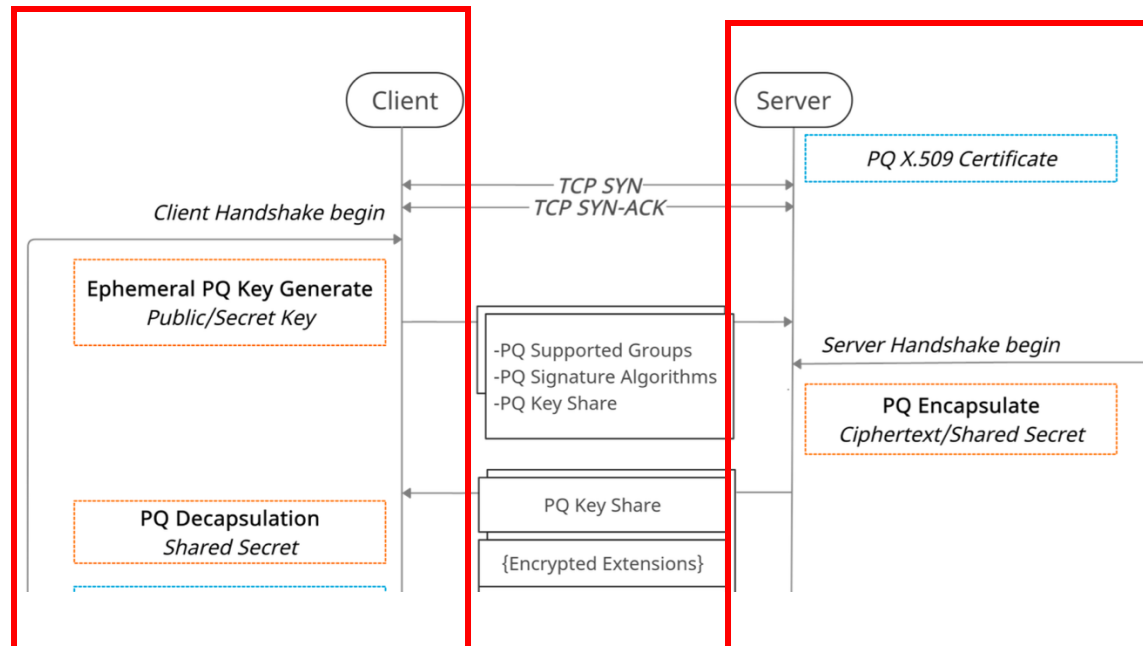 Client
Server
PQ X.509 Certificate
TCP SYN
TCP SYN-ACK
Client Handshake begin
Ephemeral PQ Key Generate
Public/Secret Key
-PQ Supported Groups
-PQ Signature Algorithms
-PQ Key Share
Server Handshake begin
PQ Encapsulate
Ciphertext/Shared Secret
PQ Key Share
PQ Decapsulation
Shared Secret
{Encrypted Extensions}